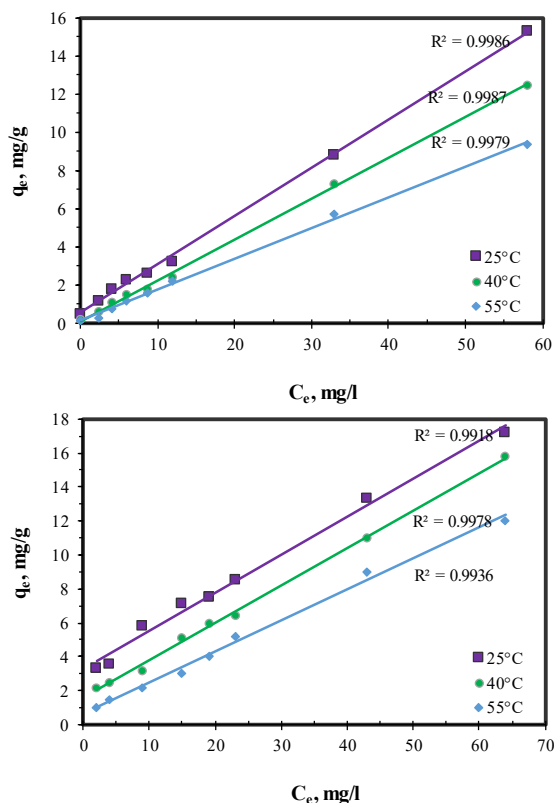 16
14
12
10
8
6
4
2
0
qe, mg/g
R² = 0.9986
R² = 0.9987
R² = 0.9979
25°C
40°C
55°C
0 10 20 30 40 50 60
Ce, mg/l
18
16
14
12
10
8
6
4
2
0
qe, mg/g
R² = 0.9918
R² = 0.9978
R² = 0.9936
25°C
40°C
55°C
0 10 20 30 40 50 60 70
Ce, mg/l